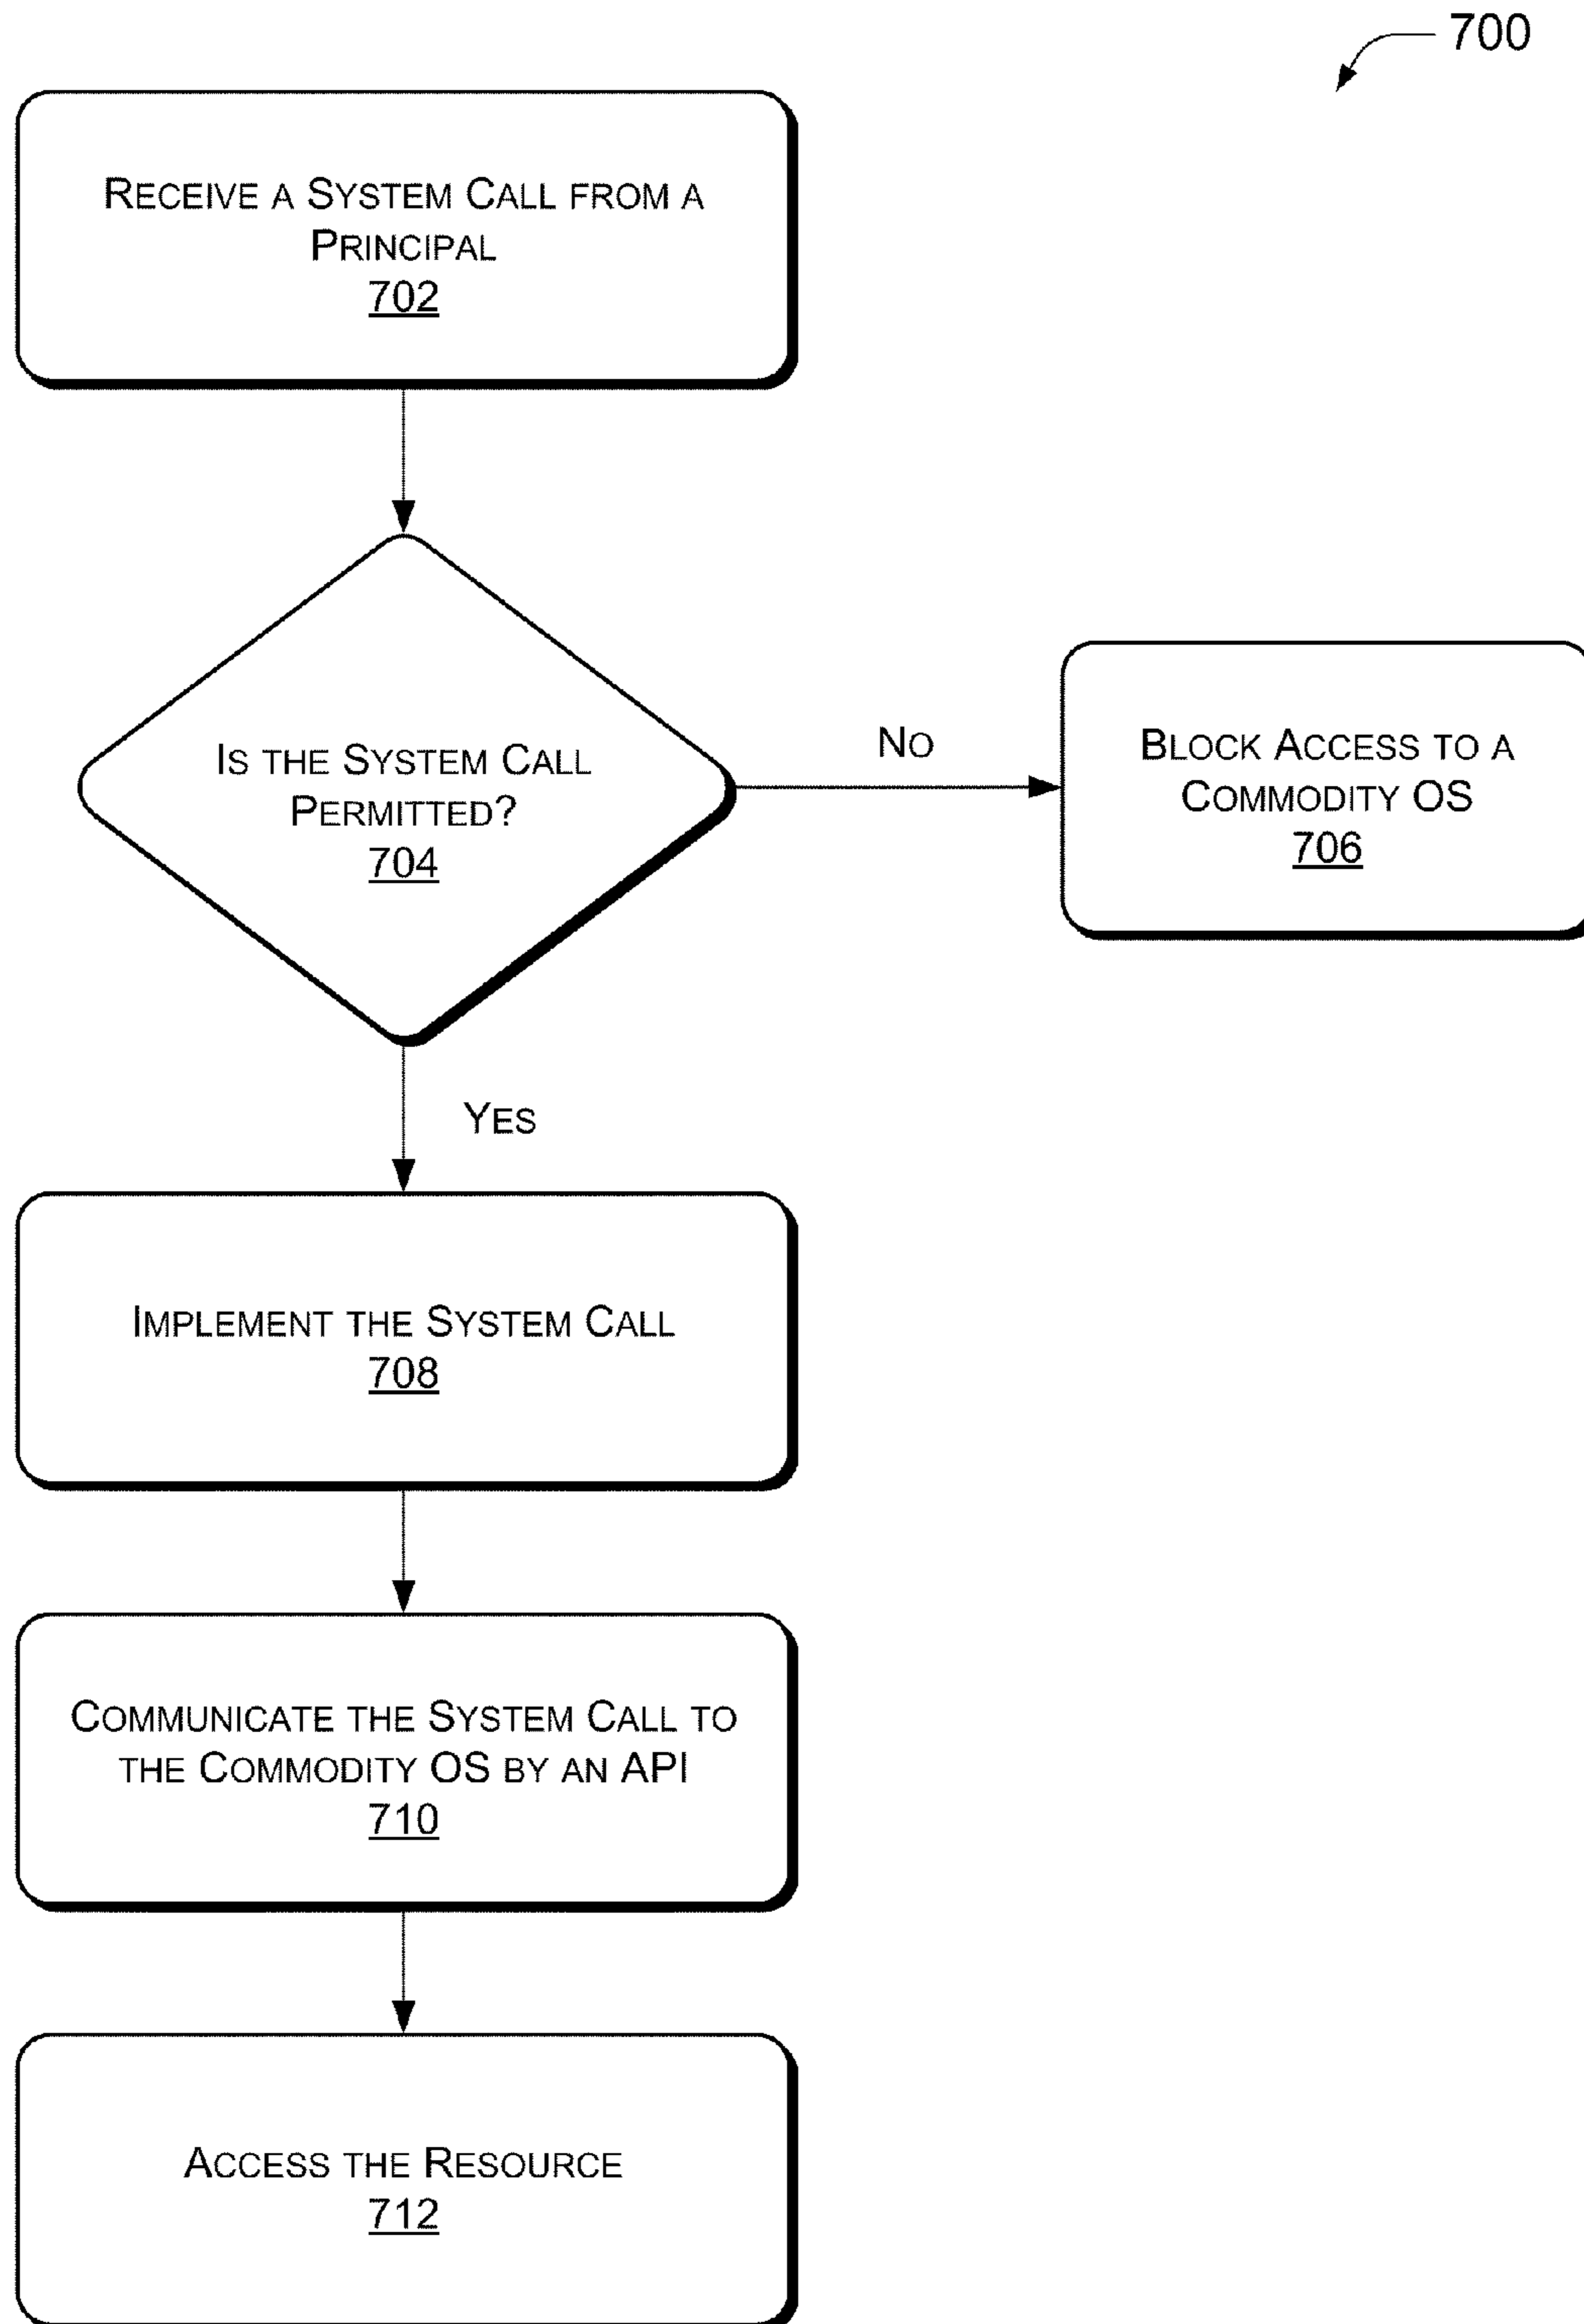 700
RECEIVE A SYSTEM CALL FROM A
PRINCIPAL
702
IS THE SYSTEM CALL
PERMITTED?
704
NO
BLOCK ACCESS TO A
COMMODITY OS
706
YES
IMPLEMENT THE SYSTEM CALL
708
COMMUNICATE THE SYSTEM CALL TO
THE COMMODITY OS BY AN API
710
ACCESS THE RESOURCE
712